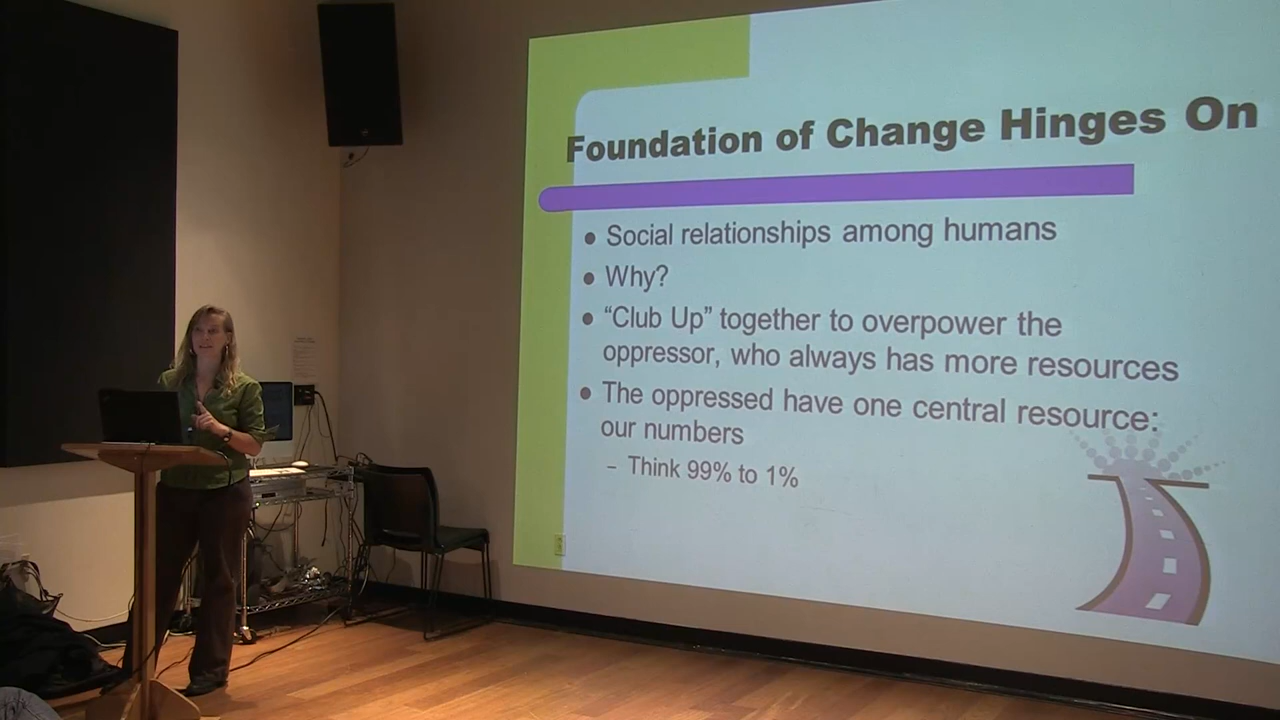 Foundation of Change Hinges On
● Social relationships among humans
● Why?
● “Club Up” together to overpower the
oppressor, who always has more resources
● The oppressed have one central resource:
our numbers
– Think 99% to 1%